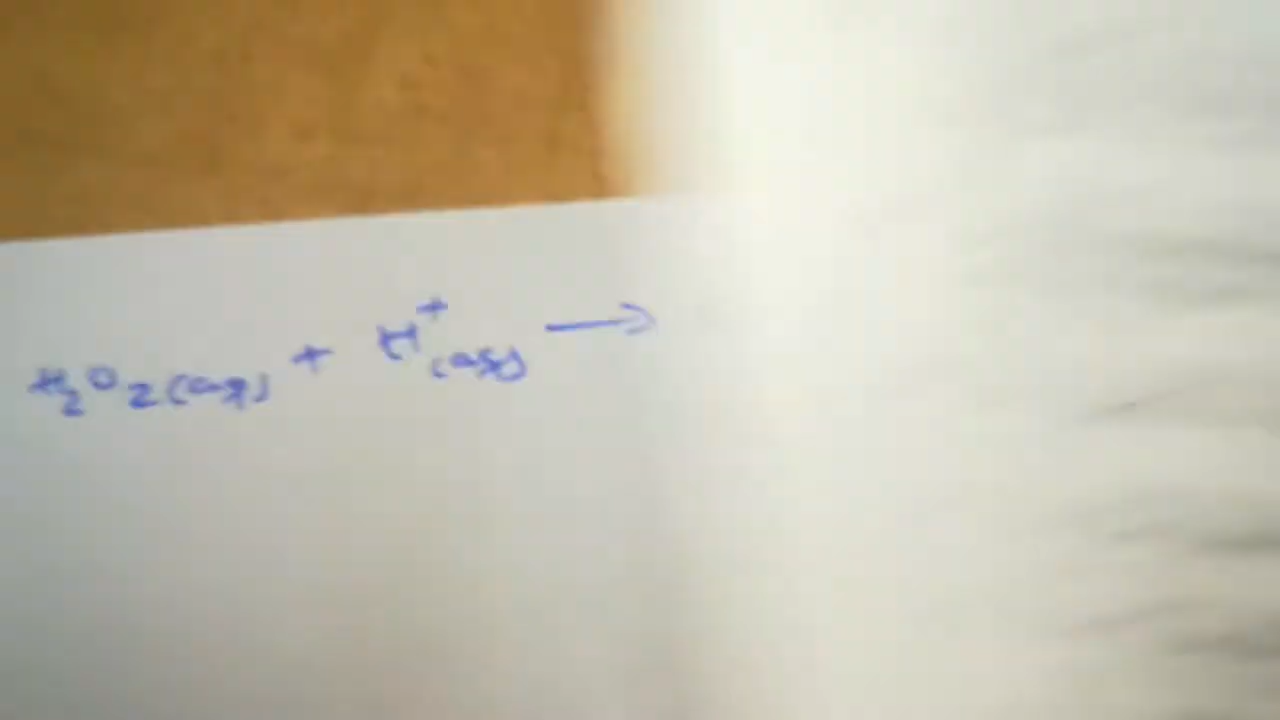 H₂O₂(aq) + H⁺(aq) →